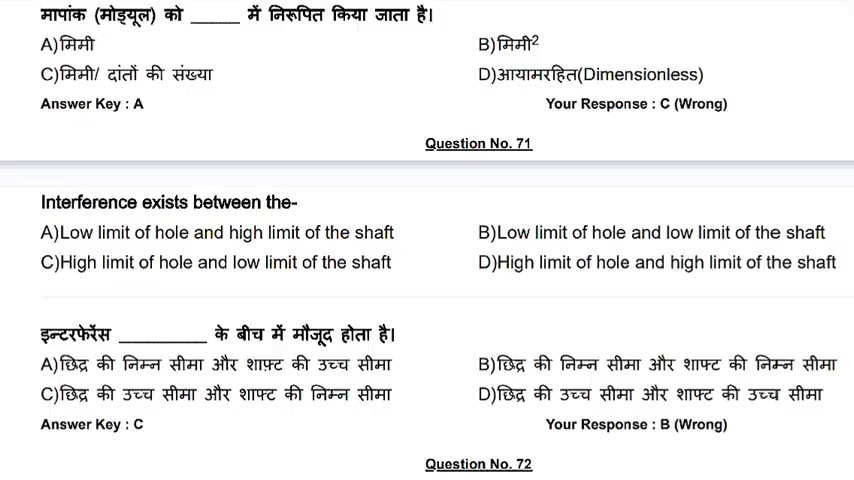 मापांक (मोड्यूल) को _____ में निरूपित किया जाता है।
A)मिमी B)मिमी²
C)मिमी/ दांतों की संख्या D)आयामरहित(Dimensionless)
Answer Key : A Your Response : C (Wrong)
Question No. 71
Interference exists between the-
A)Low limit of hole and high limit of the shaft B)Low limit of hole and low limit of the shaft
C)High limit of hole and low limit of the shaft D)High limit of hole and high limit of the shaft
इन्टरफेरेंस _________ के बीच में मौजूद होता है।
A)छिद्र की निम्न सीमा और शाफ़्ट की उच्च सीमा B)छिद्र की निम्न सीमा और शाफ्ट की निम्न सीमा
C)छिद्र की उच्च सीमा और शाफ्ट की निम्न सीमा D)छिद्र की उच्च सीमा और शाफ्ट की उच्च सीमा
Answer Key : C Your Response : B (Wrong)
Question No. 72